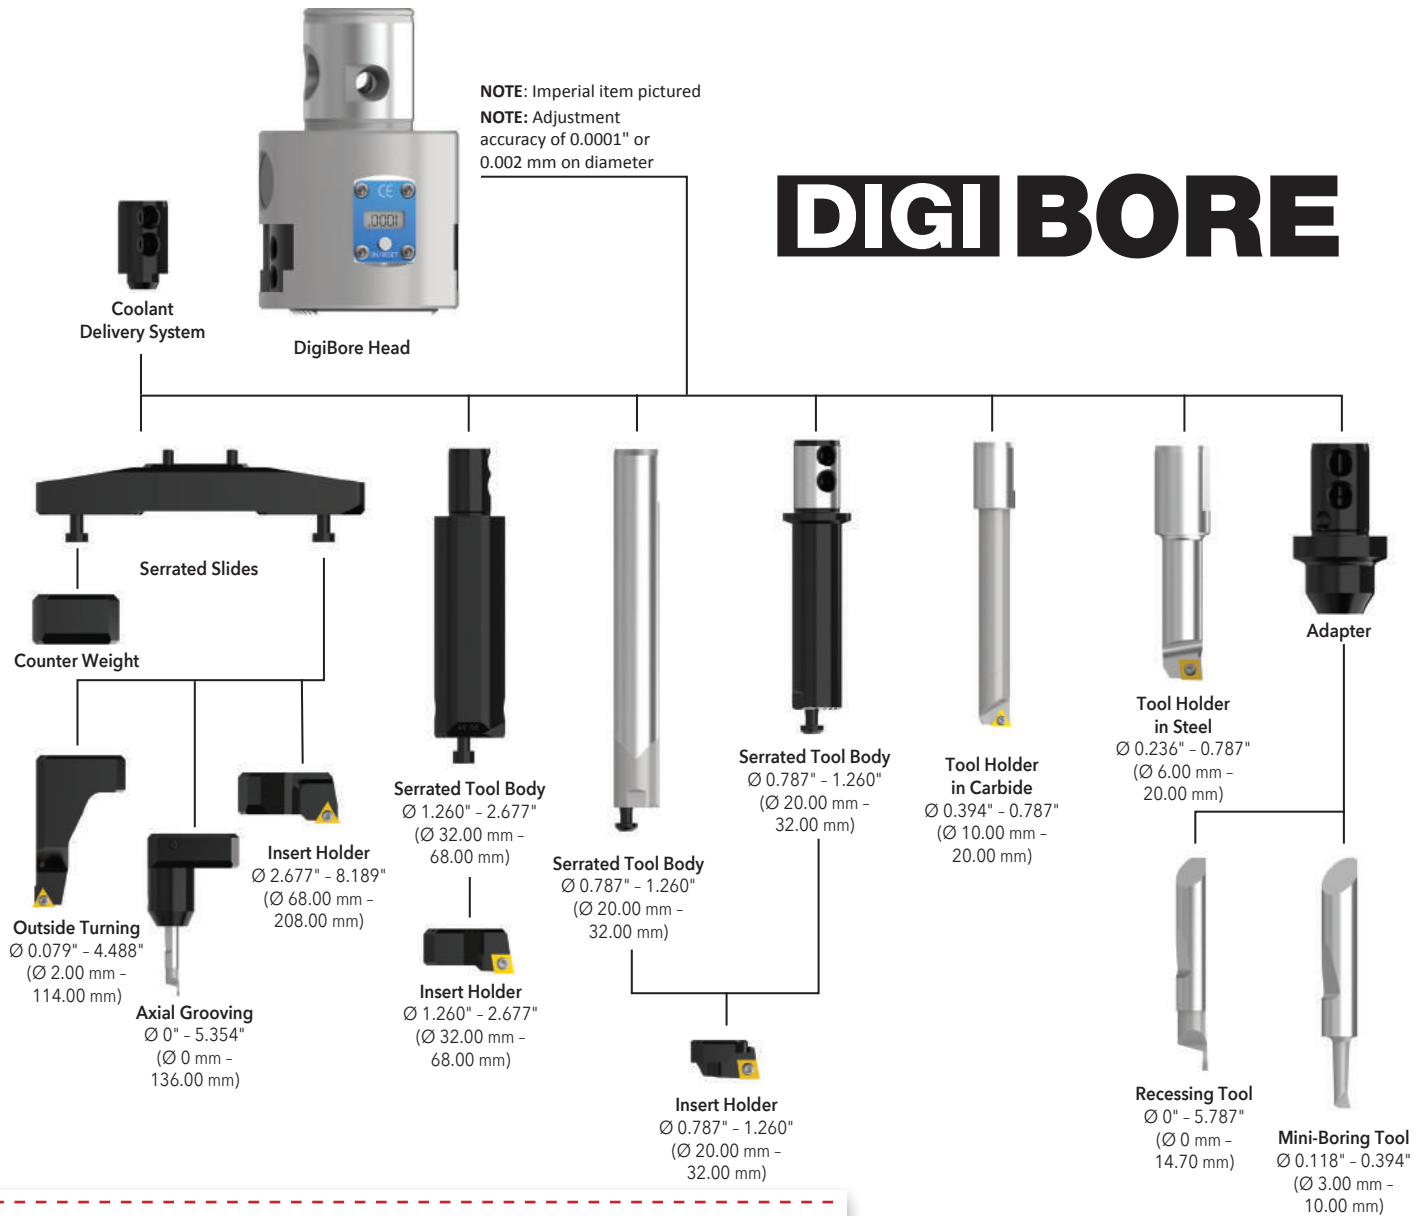 NOTE: Imperial item pictured
NOTE: Adjustment
accuracy of 0.0001" or
0.002 mm on diameter
DIGI BORE
CE
.0001
ON/RESET
Coolant
Delivery System
DigiBore Head
Serrated Slides
Counter Weight
Adapter
Outside Turning
Ø 0.079" – 4.488"
(Ø 2.00 mm –
114.00 mm)
Axial Grooving
Ø 0" – 5.354"
(Ø 0 mm –
136.00 mm)
Insert Holder
Ø 2.677" – 8.189"
(Ø 68.00 mm –
208.00 mm)
Serrated Tool Body
Ø 1.260" – 2.677"
(Ø 32.00 mm –
68.00 mm)
Insert Holder
Ø 1.260" – 2.677"
(Ø 32.00 mm –
68.00 mm)
Serrated Tool Body
Ø 0.787" – 1.260"
(Ø 20.00 mm –
32.00 mm)
Serrated Tool Body
Ø 0.787" – 1.260"
(Ø 20.00 mm –
32.00 mm)
Insert Holder
Ø 0.787" – 1.260"
(Ø 20.00 mm –
32.00 mm)
Tool Holder
in Carbide
Ø 0.394" – 0.787"
(Ø 10.00 mm –
20.00 mm)
Tool Holder
in Steel
Ø 0.236" – 0.787"
(Ø 6.00 mm –
20.00 mm)
Recessing Tool
Ø 0" – 5.787"
(Ø 0 mm –
14.70 mm)
Mini-Boring Tool
Ø 0.118" – 0.394"
(Ø 3.00 mm –
10.00 mm)